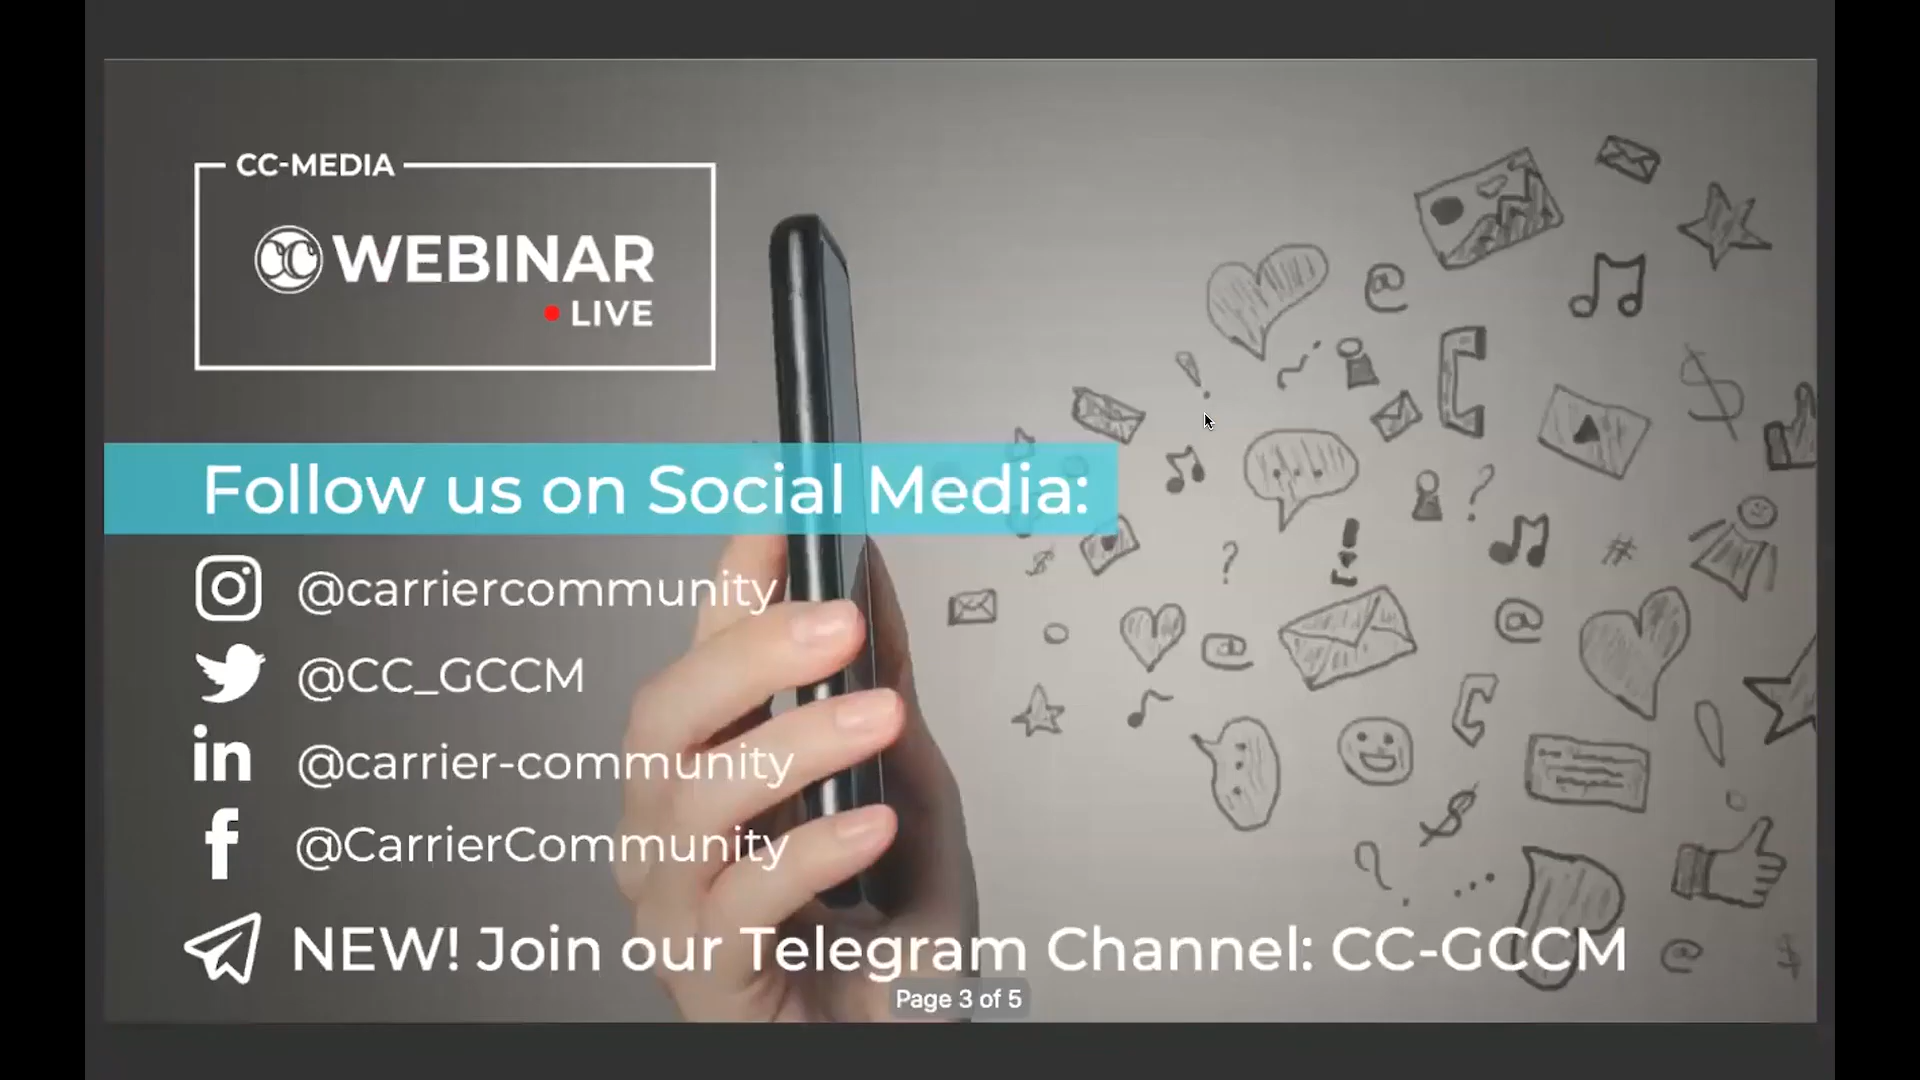 CC-MEDIA
WEBINAR
LIVE
Follow us on Social Media:
@carriercommunity
@CC_GCCM
in @carrier-community
f @CarrierCommunity
NEW! Join our Telegram Channel: CC-GCCM
Page 3 of 5